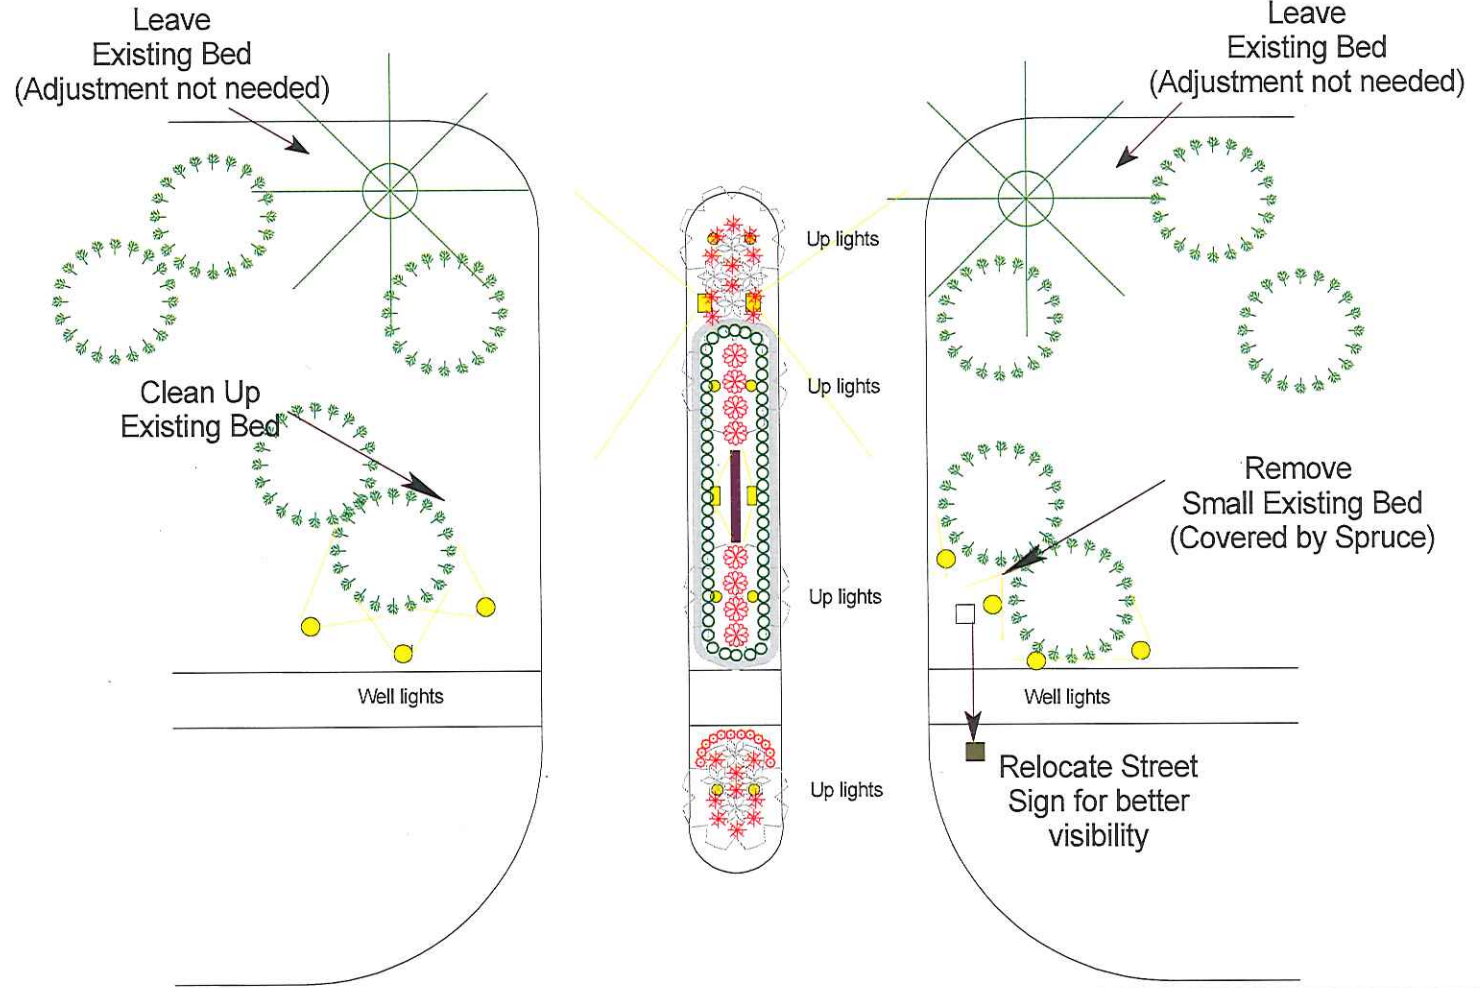 Leave
Existing Bed
(Adjustment not needed)
Leave
Existing Bed
(Adjustment not needed)
Up lights
Clean Up
Existing Bed
Up lights
Remove
Small Existing Bed
(Covered by Spruce)
Up lights
Well lights
Well lights
Relocate Street
Sign for better
visibility
Up lights